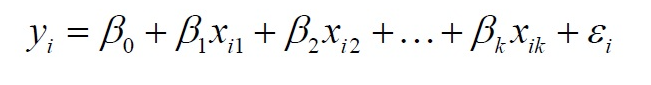 yᵢ = β₀ + β₁xᵢ₁ + β₂xᵢ₂ + ... + βₖxᵢₖ + εᵢ